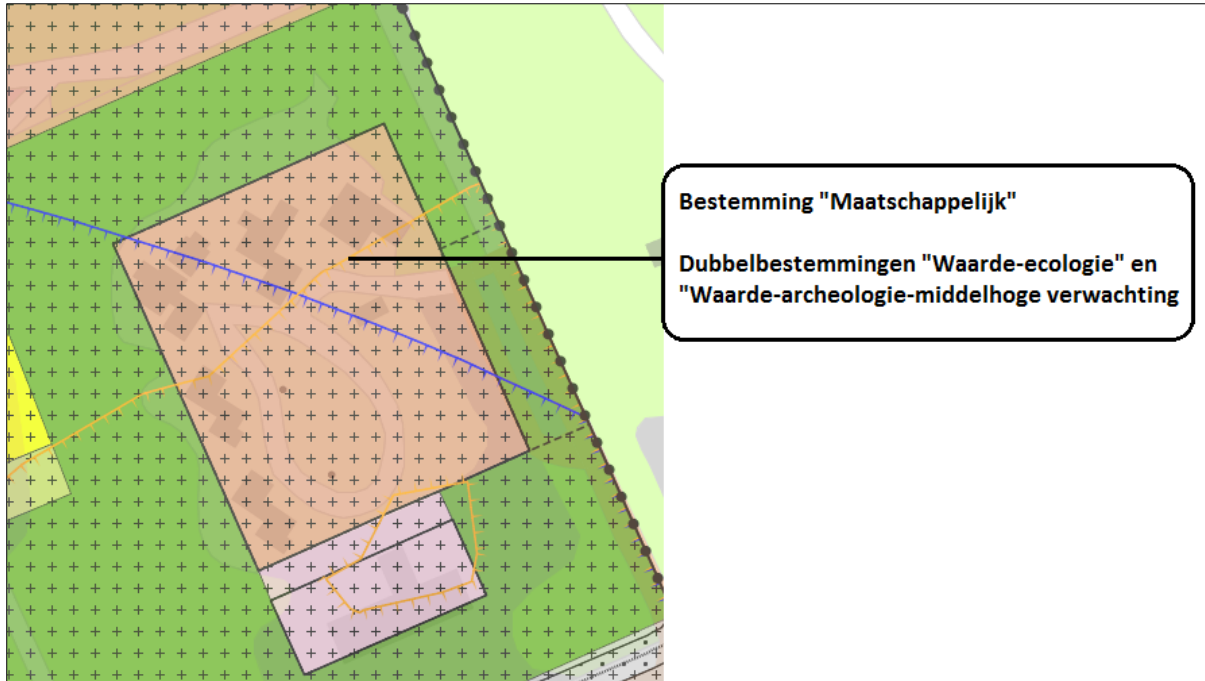 Bestemming "Maatschappelijk"
Dubbelbestemmingen "Waarde-ecologie" en
"Waarde-archeologie-middelhoge verwachting